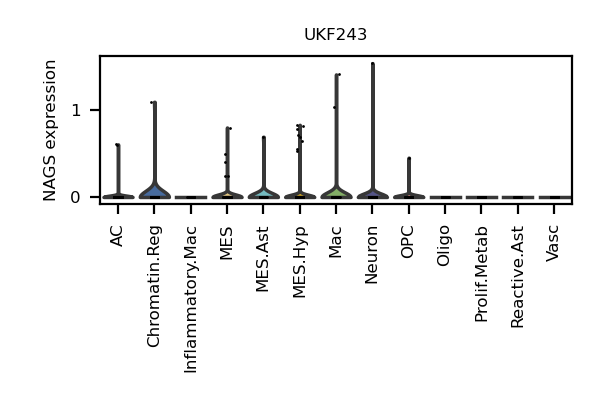 UKF243
NAGS expression
1
0
AC
Chromatin.Reg
Inflammatory.Mac
MES
MES.Ast
MES.Hyp
Mac
Neuron
OPC
Oligo
Prolif.Metab
Reactive.Ast
Vasc